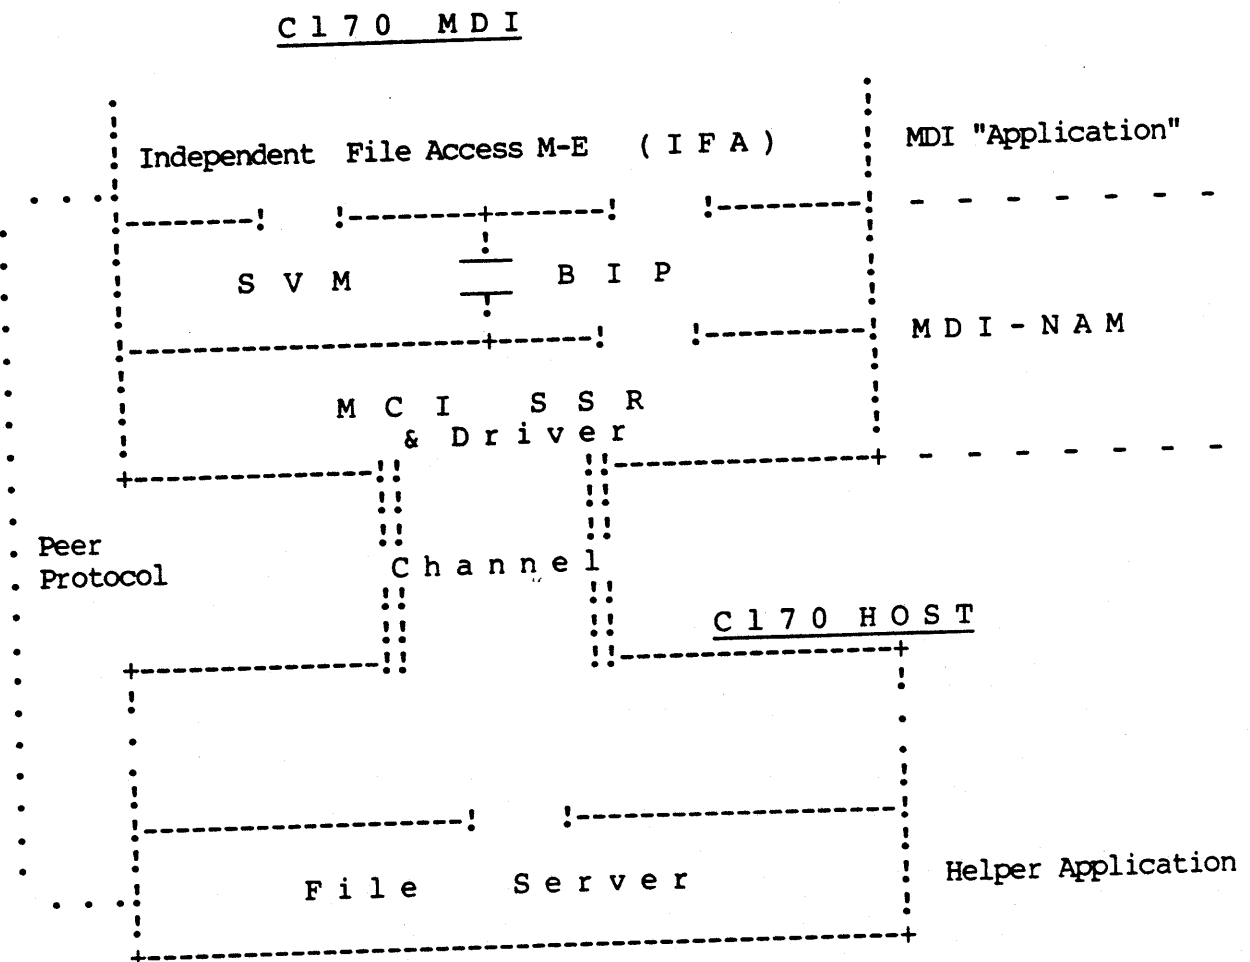 C170 MDI
Independent File Access M-E (IFA)
MDI "Application"
SVM
BIP
MDI-NAM
MCI SSR
& Driver
Peer
Protocol
Channel
C170 HOST
File Server
Helper Application